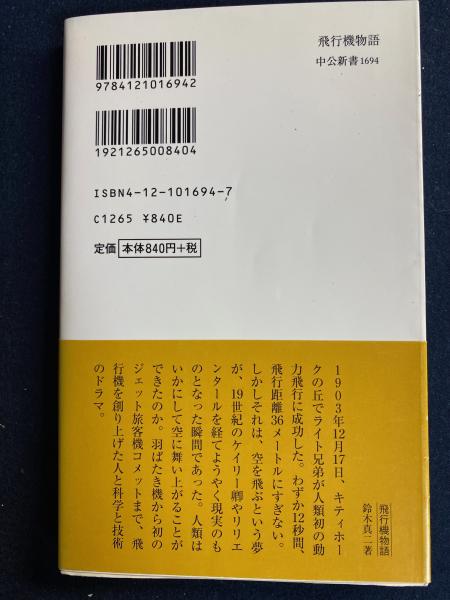 飛行機物語
中公新書1694
9784121016942
1921265008404
ISBN4-12-101694-7
C1265 ¥840E
定価 本体840円+税
飛行機物語
鈴木真二著
1903年12月17日、キティホー
クの丘でライト兄弟が人類初の動
力飛行に成功した。わずか12秒間、
飛行距離36メートルにすぎない。
しかしそれは、空を飛ぶという夢
が、19世紀のケイリー卿やリリエ
ンタールを経てようやく現実のも
のとなった瞬間であった。人類は
いかにして空に舞い上がることが
できたのか。羽ばたき機から初の
ジェット旅客機コメットまで、飛
行機を創り上げた人と科学と技術
のドラマ。